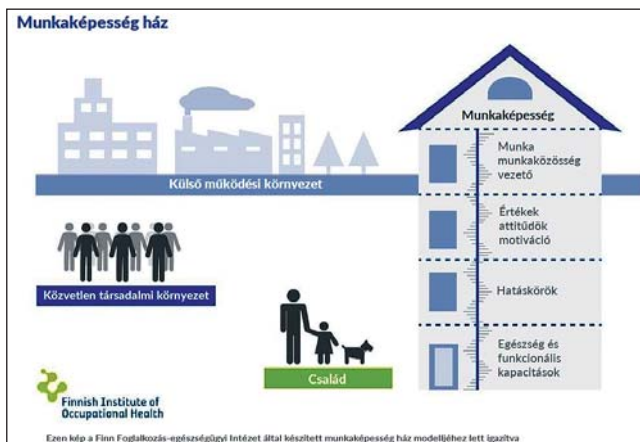 Munkaképesség ház
Munkaképesség
Munka
munkaközösség
vezető
Külső működési környezet
Értékek
attitűdök
motiváció
Közvetlen társadalmi környezet
Hatáskörök
Család
Egészség és
funkcionális
kapacitások
Finnish Institute of
Occupational Health
Ezen kép a Finn Foglalkozás-egészségügyi Intézet által készített munkaképesség ház modelljéhez lett igazítva